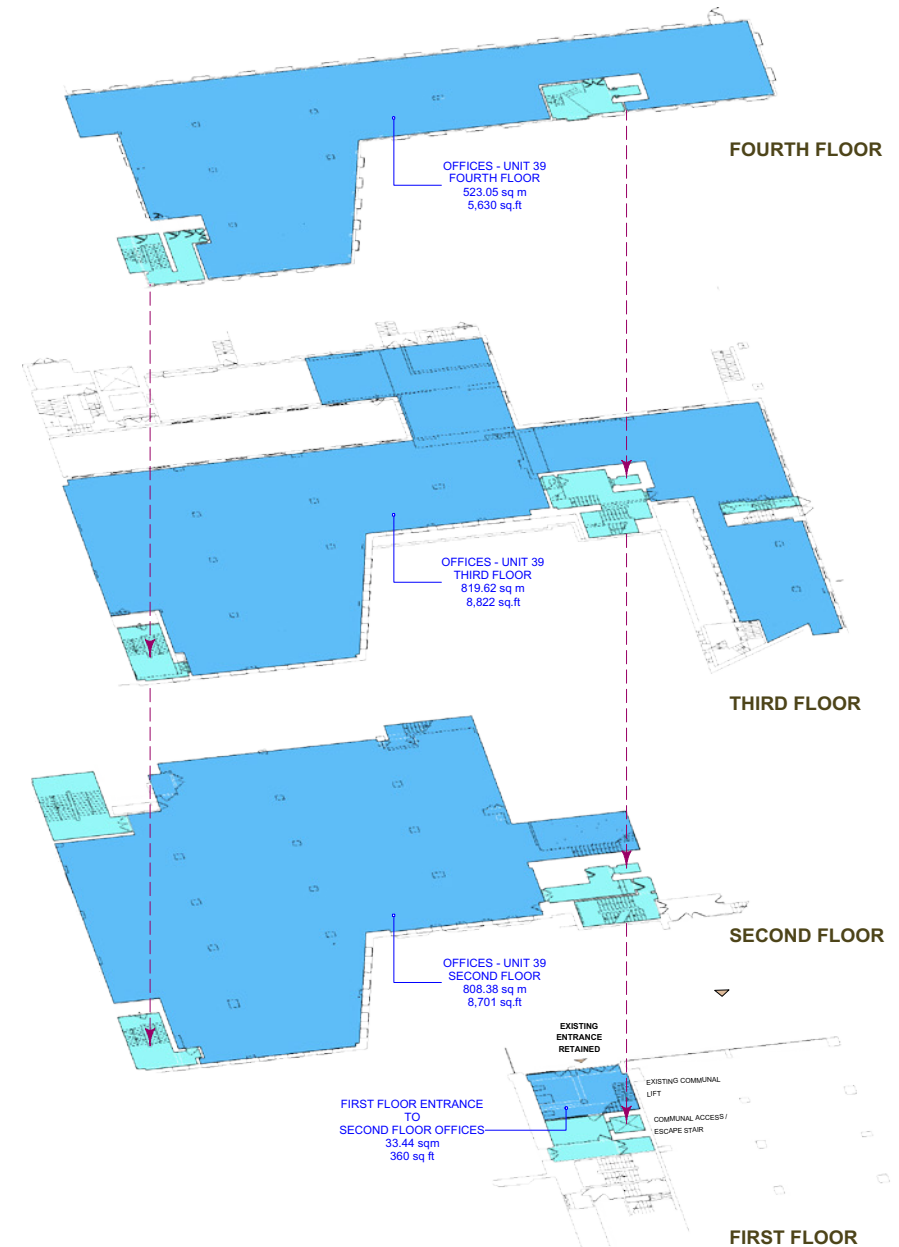 FOURTH FLOOR
OFFICES - UNIT 39
FOURTH FLOOR
523.05 sq m
5,630 sq.ft
OFFICES - UNIT 39
THIRD FLOOR
819.62 sq m
8,822 sq.ft
THIRD FLOOR
SECOND FLOOR
OFFICES - UNIT 39
SECOND FLOOR
808.38 sq m
8,701 sq.ft
EXISTING
ENTRANCE
RETAINED
EXISTING COMMUNAL
LIFT
FIRST FLOOR ENTRANCE
TO
SECOND FLOOR OFFICES
33.44 sqm
360 sq ft
COMMUNAL ACCESS /
ESCAPE STAIR
FIRST FLOOR